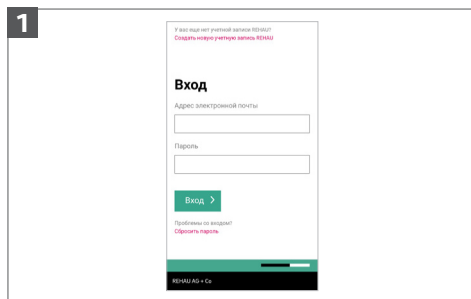 1
У вас еще нет учетной записи REHAU?
Создать новую учетную запись REHAU
Вход
Адрес электронной почты
Пароль
Вход
Проблемы со входом?
Сбросить пароль
REHAU AG + Co